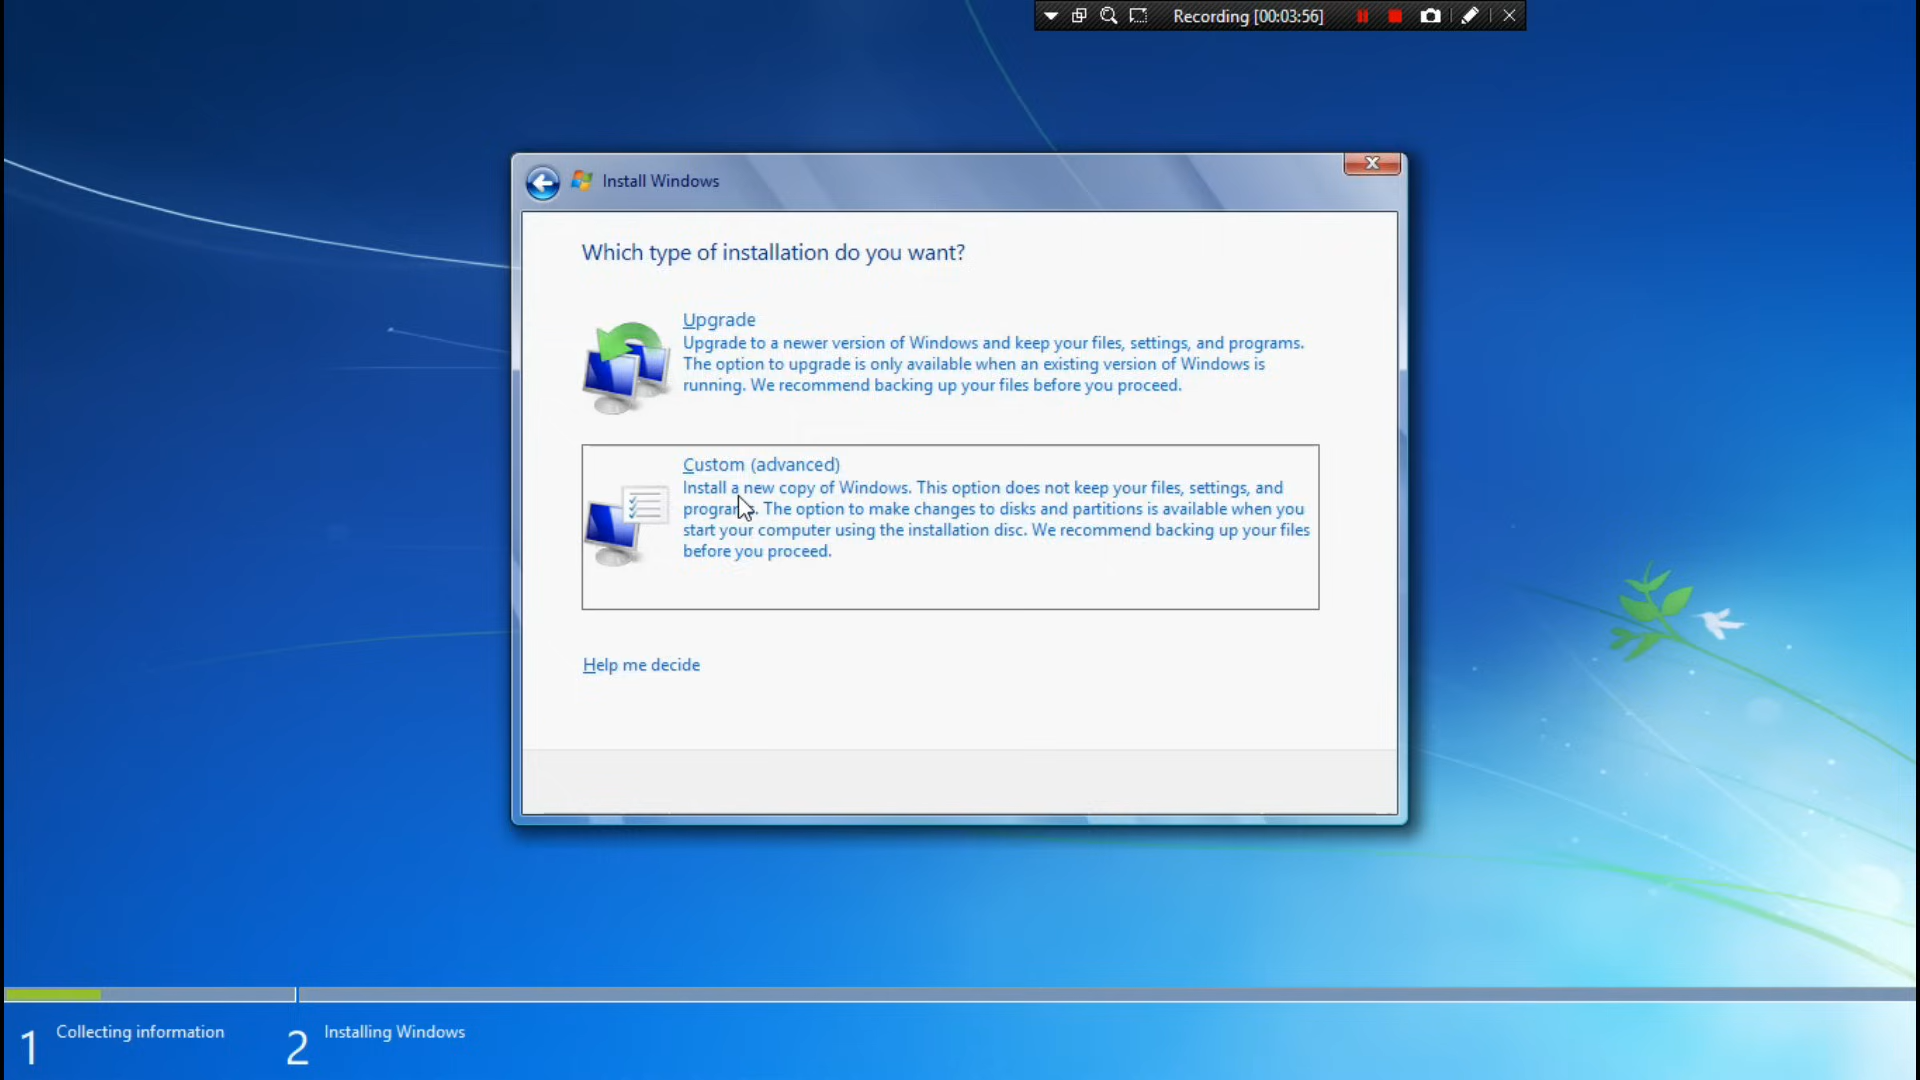 Recording [00:03:56]
Install Windows
Which type of installation do you want?
Upgrade
Upgrade to a newer version of Windows and keep your files, settings, and programs.
The option to upgrade is only available when an existing version of Windows is
running. We recommend backing up your files before you proceed.
Custom (advanced)
Install a new copy of Windows. This option does not keep your files, settings, and
programs. The option to make changes to disks and partitions is available when you
start your computer using the installation disc. We recommend backing up your files
before you proceed.
Help me decide
1 Collecting information
2 Installing Windows